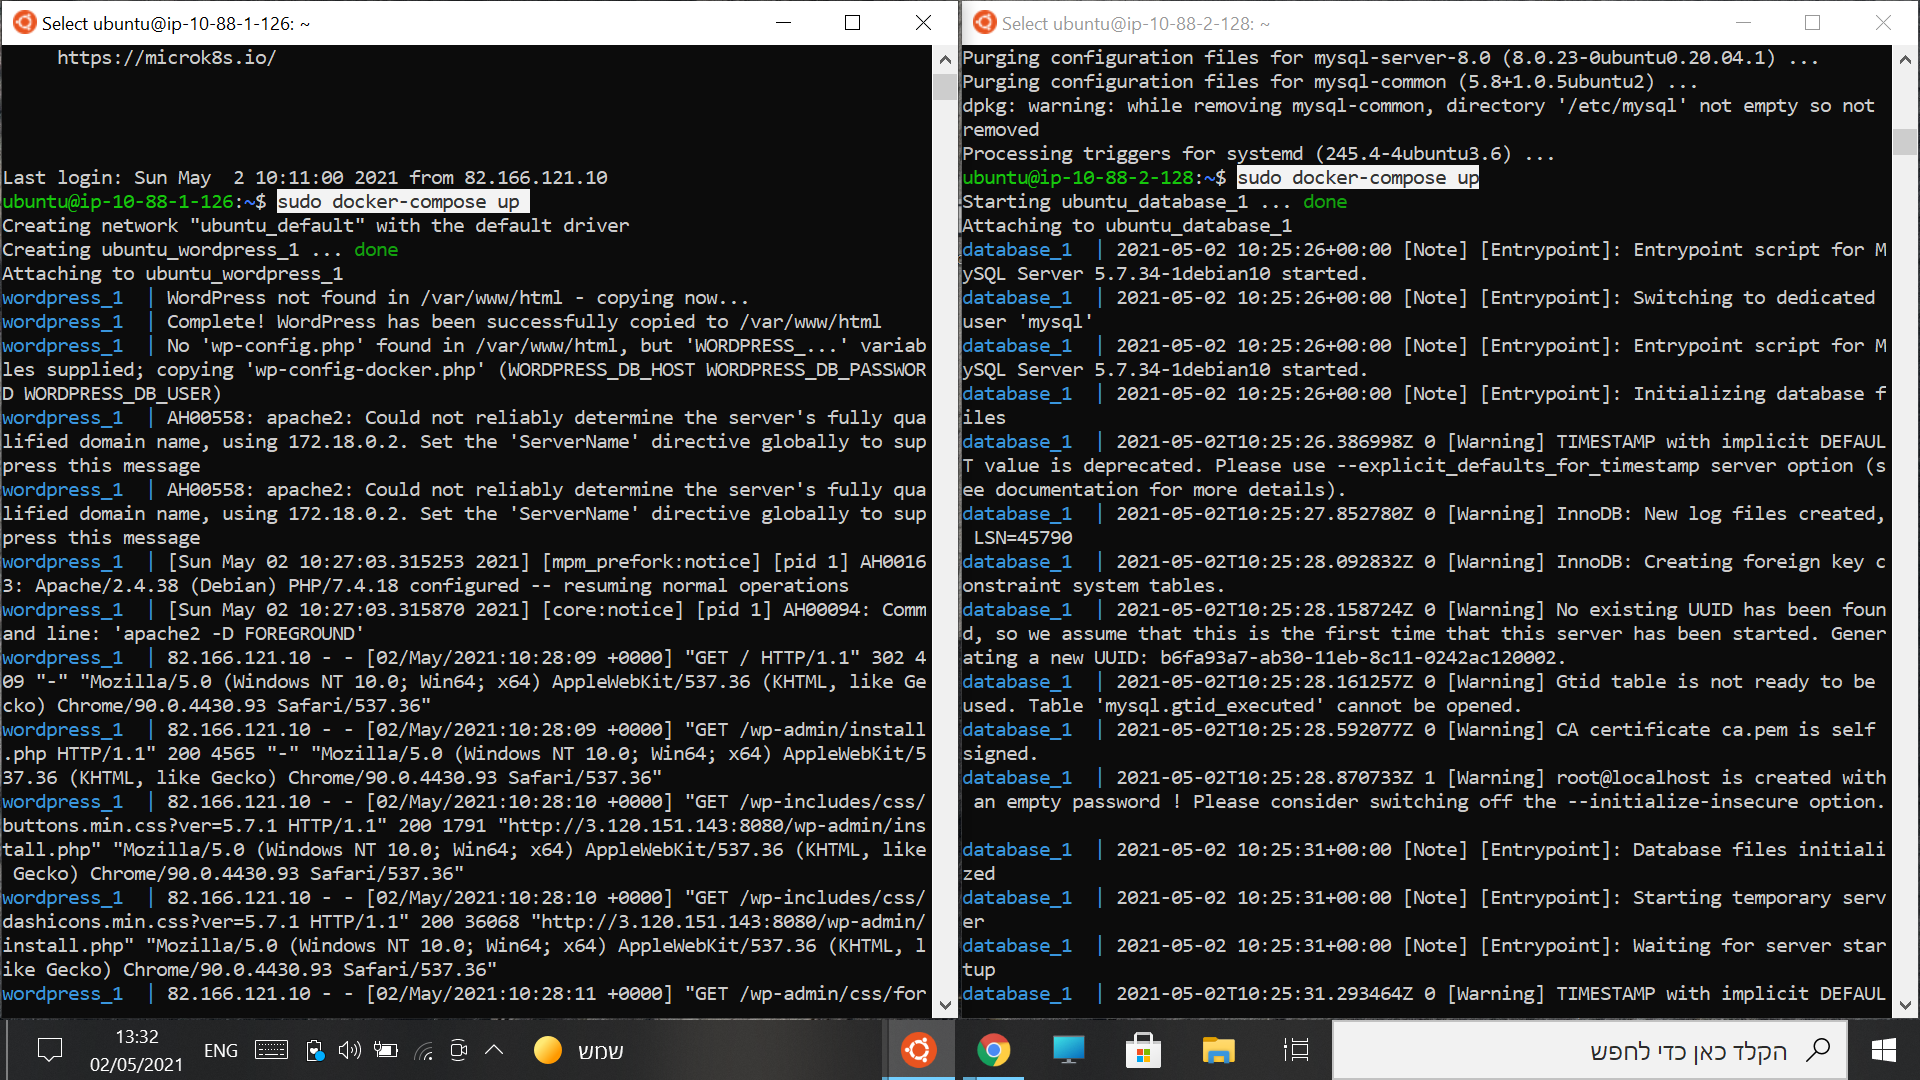 Select ubuntu@ip-10-88-1-126: ~
https://microk8s.io/
Last login: Sun May  2 10:11:00 2021 from 82.166.121.10
ubuntu@ip-10-88-1-126:~$ sudo docker-compose up
Creating network "ubuntu_default" with the default driver
Creating ubuntu_wordpress_1 ... done
Attaching to ubuntu_wordpress_1
wordpress_1  | WordPress not found in /var/www/html - copying now...
wordpress_1  | Complete! WordPress has been successfully copied to /var/www/html
wordpress_1  | No 'wp-config.php' found in /var/www/html, but 'WORDPRESS_...' variab
les supplied; copying 'wp-config-docker.php' (WORDPRESS_DB_HOST WORDPRESS_DB_PASSWOR
D WORDPRESS_DB_USER)
wordpress_1  | AH00558: apache2: Could not reliably determine the server's fully qua
lified domain name, using 172.18.0.2. Set the 'ServerName' directive globally to sup
press this message
wordpress_1  | AH00558: apache2: Could not reliably determine the server's fully qua
lified domain name, using 172.18.0.2. Set the 'ServerName' directive globally to sup
press this message
wordpress_1  | [Sun May 02 10:27:03.315253 2021] [mpm_prefork:notice] [pid 1] AH0016
3: Apache/2.4.38 (Debian) PHP/7.4.18 configured -- resuming normal operations
wordpress_1  | [Sun May 02 10:27:03.315870 2021] [core:notice] [pid 1] AH00094: Comm
and line: 'apache2 -D FOREGROUND'
wordpress_1  | 82.166.121.10 - - [02/May/2021:10:28:09 +0000] "GET / HTTP/1.1" 302 4
09 "-" "Mozilla/5.0 (Windows NT 10.0; Win64; x64) AppleWebKit/537.36 (KHTML, like Ge
cko) Chrome/90.0.4430.93 Safari/537.36"
wordpress_1  | 82.166.121.10 - - [02/May/2021:10:28:09 +0000] "GET /wp-admin/install
.php HTTP/1.1" 200 4565 "-" "Mozilla/5.0 (Windows NT 10.0; Win64; x64) AppleWebKit/5
37.36 (KHTML, like Gecko) Chrome/90.0.4430.93 Safari/537.36"
wordpress_1  | 82.166.121.10 - - [02/May/2021:10:28:10 +0000] "GET /wp-includes/css/
buttons.min.css?ver=5.7.1 HTTP/1.1" 200 1791 "http://3.120.151.143:8080/wp-admin/ins
tall.php" "Mozilla/5.0 (Windows NT 10.0; Win64; x64) AppleWebKit/537.36 (KHTML, like
 Gecko) Chrome/90.0.4430.93 Safari/537.36"
wordpress_1  | 82.166.121.10 - - [02/May/2021:10:28:10 +0000] "GET /wp-includes/css/
dashicons.min.css?ver=5.7.1 HTTP/1.1" 200 36068 "http://3.120.151.143:8080/wp-admin/
install.php" "Mozilla/5.0 (Windows NT 10.0; Win64; x64) AppleWebKit/537.36 (KHTML, l
ike Gecko) Chrome/90.0.4430.93 Safari/537.36"
wordpress_1  | 82.166.121.10 - - [02/May/2021:10:28:11 +0000] "GET /wp-admin/css/for
Select ubuntu@ip-10-88-2-128: ~
Purging configuration files for mysql-server-8.0 (8.0.23-0ubuntu0.20.04.1) ...
Purging configuration files for mysql-common (5.8+1.0.5ubuntu2) ...
dpkg: warning: while removing mysql-common, directory '/etc/mysql' not empty so not
removed
Processing triggers for systemd (245.4-4ubuntu3.6) ...
ubuntu@ip-10-88-2-128:~$ sudo docker-compose up
Starting ubuntu_database_1 ... done
Attaching to ubuntu_database_1
database_1  | 2021-05-02 10:25:26+00:00 [Note] [Entrypoint]: Entrypoint script for M
ySQL Server 5.7.34-1debian10 started.
database_1  | 2021-05-02 10:25:26+00:00 [Note] [Entrypoint]: Switching to dedicated
user 'mysql'
database_1  | 2021-05-02 10:25:26+00:00 [Note] [Entrypoint]: Entrypoint script for M
ySQL Server 5.7.34-1debian10 started.
database_1  | 2021-05-02 10:25:26+00:00 [Note] [Entrypoint]: Initializing database f
iles
database_1  | 2021-05-02T10:25:26.386998Z 0 [Warning] TIMESTAMP with implicit DEFAUL
T value is deprecated. Please use --explicit_defaults_for_timestamp server option (s
ee documentation for more details).
database_1  | 2021-05-02T10:25:27.852780Z 0 [Warning] InnoDB: New log files created,
 LSN=45790
database_1  | 2021-05-02T10:25:28.092832Z 0 [Warning] InnoDB: Creating foreign key c
onstraint system tables.
database_1  | 2021-05-02T10:25:28.158724Z 0 [Warning] No existing UUID has been foun
d, so we assume that this is the first time that this server has been started. Gener
ating a new UUID: b6fa93a7-ab30-11eb-8c11-0242ac120002.
database_1  | 2021-05-02T10:25:28.161257Z 0 [Warning] Gtid table is not ready to be
used. Table 'mysql.gtid_executed' cannot be opened.
database_1  | 2021-05-02T10:25:28.592077Z 0 [Warning] CA certificate ca.pem is self
signed.
database_1  | 2021-05-02T10:25:28.870733Z 1 [Warning] root@localhost is created with
 an empty password ! Please consider switching off the --initialize-insecure option.
database_1  | 2021-05-02 10:25:31+00:00 [Note] [Entrypoint]: Database files initiali
zed
database_1  | 2021-05-02 10:25:31+00:00 [Note] [Entrypoint]: Starting temporary serv
er
database_1  | 2021-05-02 10:25:31+00:00 [Note] [Entrypoint]: Waiting for server star
tup
database_1  | 2021-05-02T10:25:31.293464Z 0 [Warning] TIMESTAMP with implicit DEFAUL
13:32
02/05/2021
ENG
שמש
הקלד כאן כדי לחפש